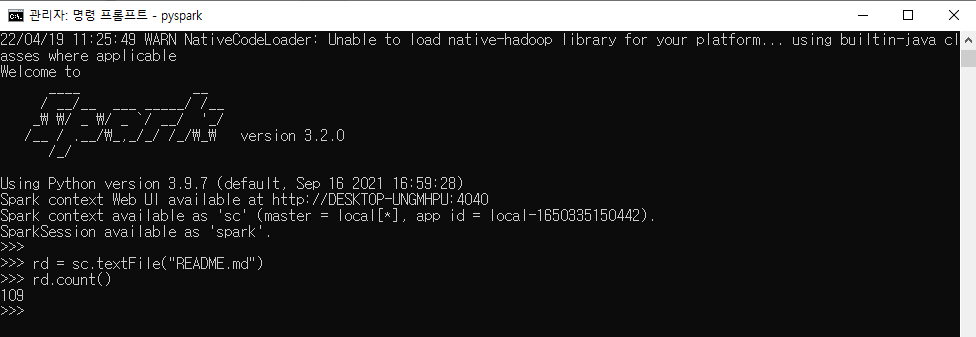 관리자: 명령 프롬프트 - pyspark
22/04/19 11:25:49 WARN NativeCodeLoader: Unable to load native-hadoop library for your platform... using builtin-java cl
asses where applicable
Welcome to
      ____              __
     / __/__  ___ _____/ /__
    _₩ ₩/ _ ₩/ _ `/ __/  '_/
   /__ / .__/₩_,_/_/ /_/₩_₩   version 3.2.0
      /_/
Using Python version 3.9.7 (default, Sep 16 2021 16:59:28)
Spark context Web UI available at http://DESKTOP-UNGMHPU:4040
Spark context available as 'sc' (master = local[*], app id = local-1650335150442).
SparkSession available as 'spark'.
>>>
>>> rd = sc.textFile("README.md")
>>> rd.count()
109
>>>